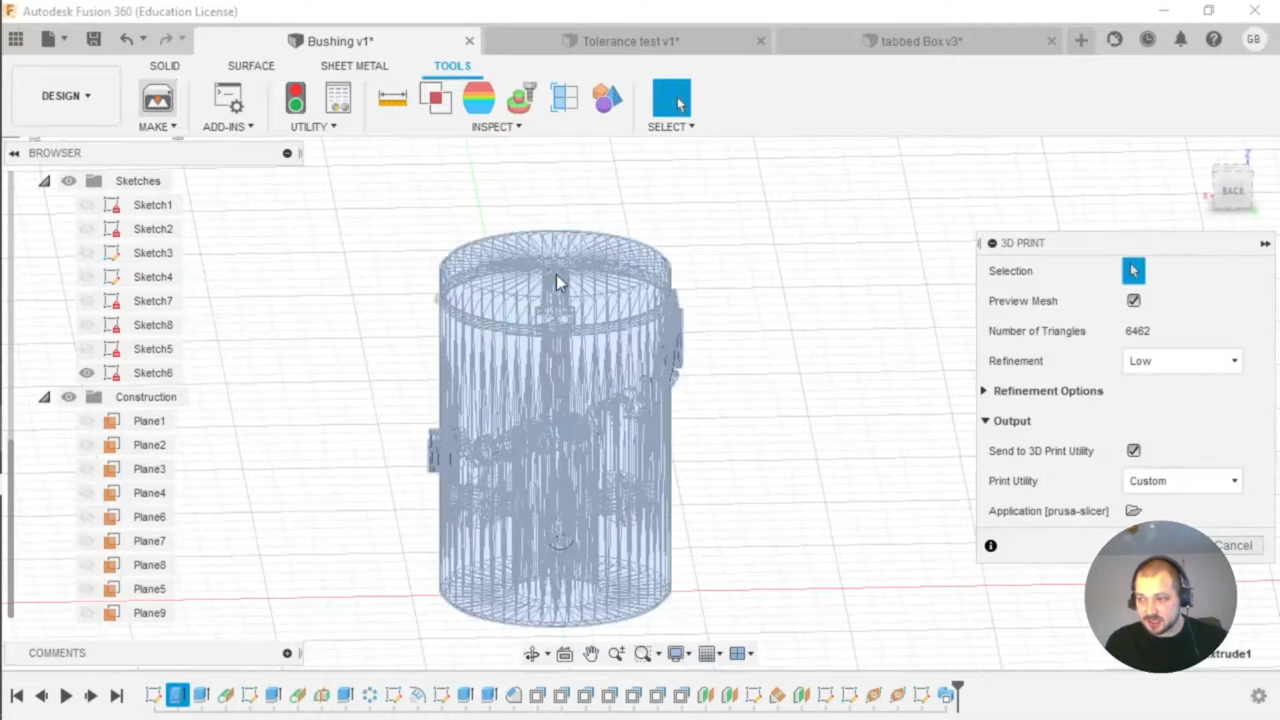 Autodesk Fusion 360 (Education License)
Bushing v1*
Tolerance test v1*
tabbed Box v3*
GB
SOLID
SURFACE
SHEET METAL
TOOLS
DESIGN
MAKE
ADD-INS
UTILITY
INSPECT
SELECT
BROWSER
Sketches
Sketch1
Sketch2
Sketch3
Sketch4
Sketch7
Sketch8
Sketch5
Sketch6
Construction
Plane1
Plane2
Plane3
Plane4
Plane6
Plane7
Plane8
Plane5
Plane9
COMMENTS
Z
BACK
X
3D PRINT
Selection
Preview Mesh
Number of Triangles 6462
Refinement Low
Refinement Options
Output
Send to 3D Print Utility
Print Utility Custom
Application [prusa-slicer]
Cancel
xtrude1